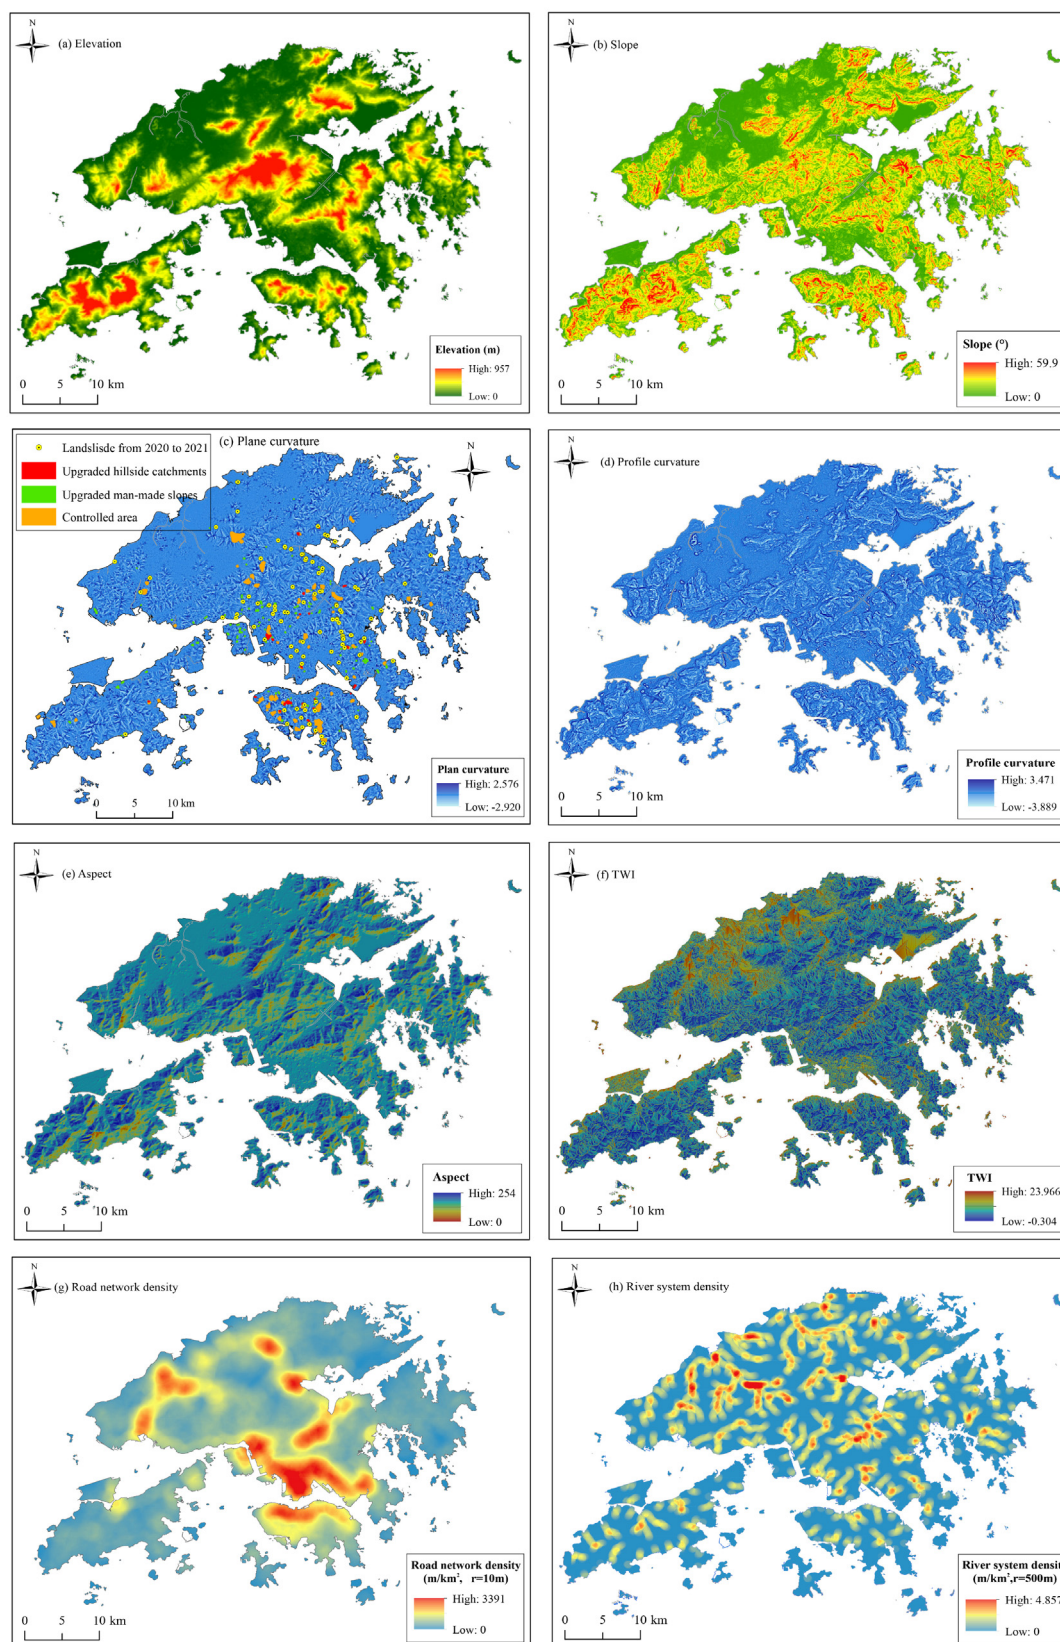 N
(a) Elevation
Elevation (m)
High: 957
Low: 0
0 5 10 km
N
(b) Slope
Slope (°)
High: 59.9
Low: 0
0 5 10 km
Landslisde from 2020 to 2021
Upgraded hillside catchments
Upgraded man-made slopes
Controlled area
(c) Plane curvature
N
Plan curvature
High: 2.576
Low: -2.920
0 5 10 km
N
(d) Profile curvature
Profile curvature
High: 3.471
Low: -3.889
0 5 10 km
N
(e) Aspect
Aspect
High: 254
Low: 0
0 5 10 km
N
(f) TWI
TWI
High: 23.966
Low: -0.304
0 5 10 km
N
(g) Road network density
Road network density
(m/km², r=10m)
High: 3391
Low: 0
0 5 10 km
N
(h) River system density
River system densit
(m/km²,r=500m)
High: 4.857
Low: 0
0 5 10 km